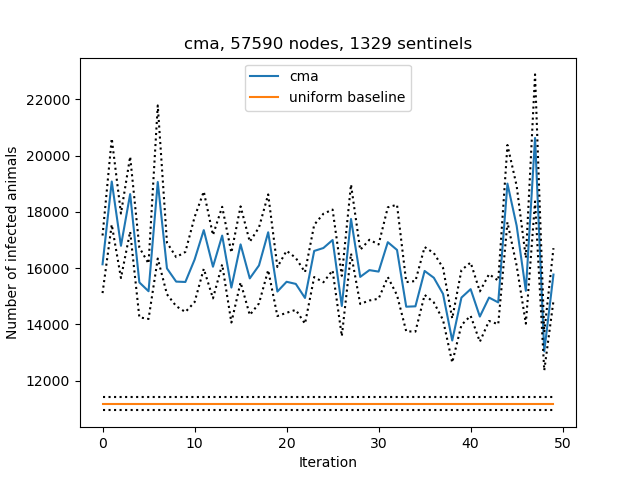 cma, 57590 nodes, 1329 sentinels
cma
uniform baseline
Number of infected animals
22000
20000
18000
16000
14000
12000
0 10 20 30 40 50
Iteration